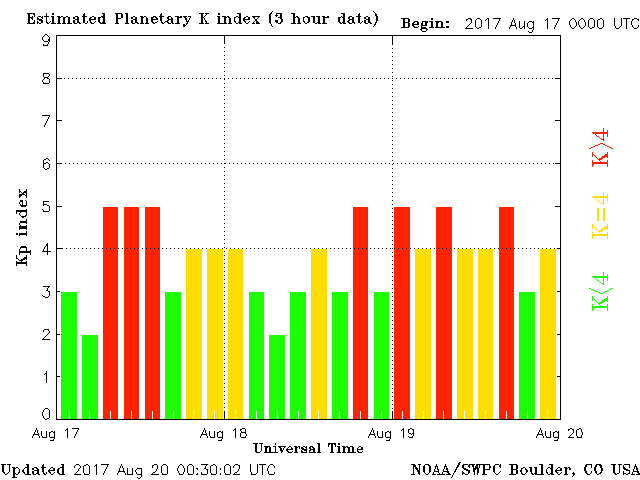 Estimated Planetary K index (3 hour data)
Begin: 2017 Aug 17 0000 UTC
9
8
7
6
5
4
3
2
1
0
Kp index
K>4
K=4
K<4
Aug 17
Aug 18
Aug 19
Aug 20
Universal Time
Updated 2017 Aug 20 00:30:02 UTC
NOAA/SWPC Boulder, CO USA